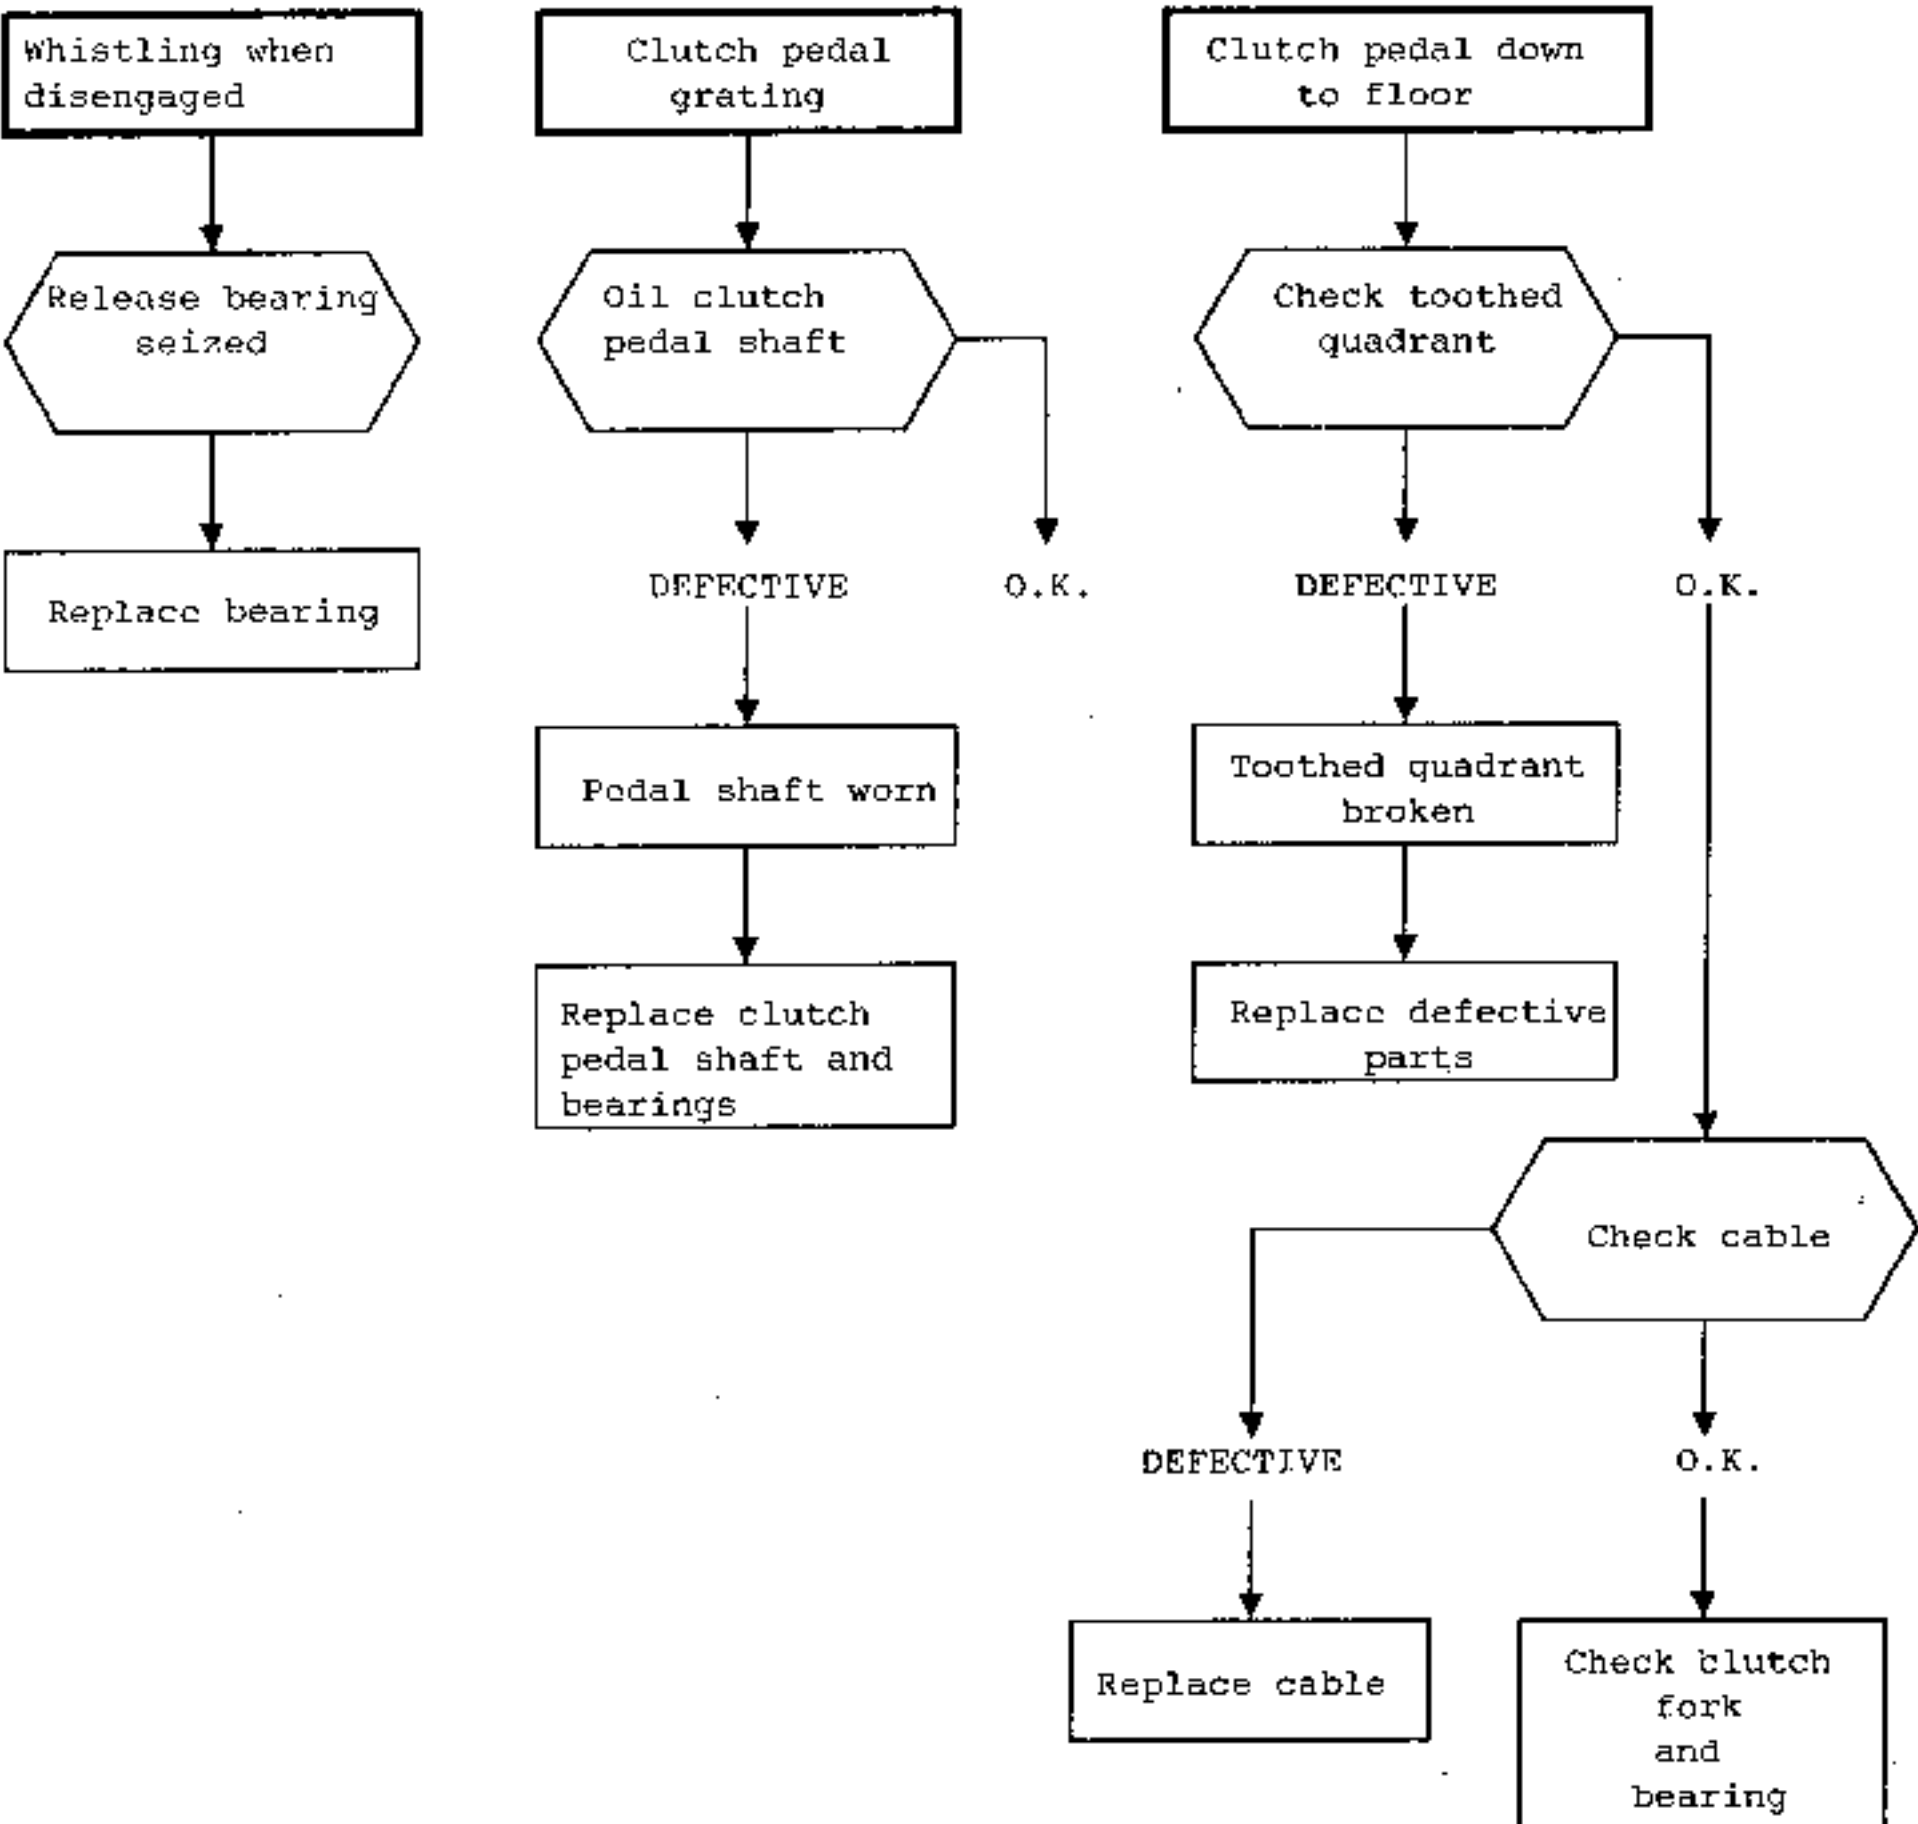 Whistling when
disengaged
Release bearing
seized
Replace bearing
Clutch pedal
grating
Oil clutch
pedal shaft
DEFECTIVE
O.K.
Pedal shaft worn
Replace clutch
pedal shaft and
bearings
Clutch pedal down
to floor
Check toothed
quadrant
DEFECTIVE
O.K.
Toothed quadrant
broken
Replace defective
parts
Check cable
DEFECTIVE
O.K.
Replace cable
Check clutch
fork
and
bearing